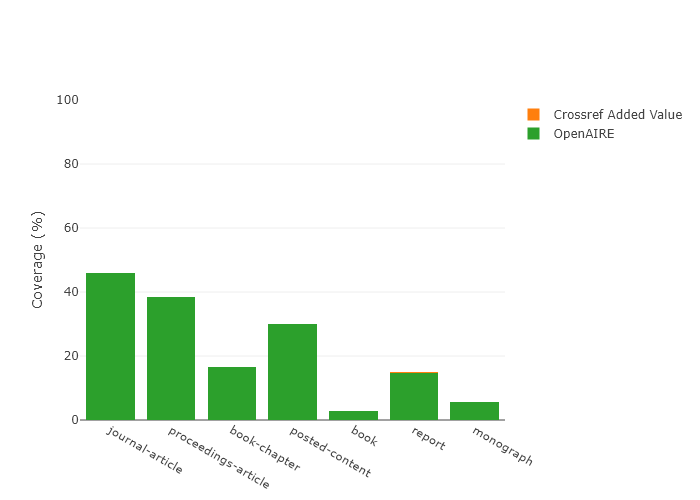 100
80
60
40
20
0
Coverage (%)
journal-article
proceedings-article
book-chapter
posted-content
book
report
monograph
Crossref Added Value
OpenAIRE